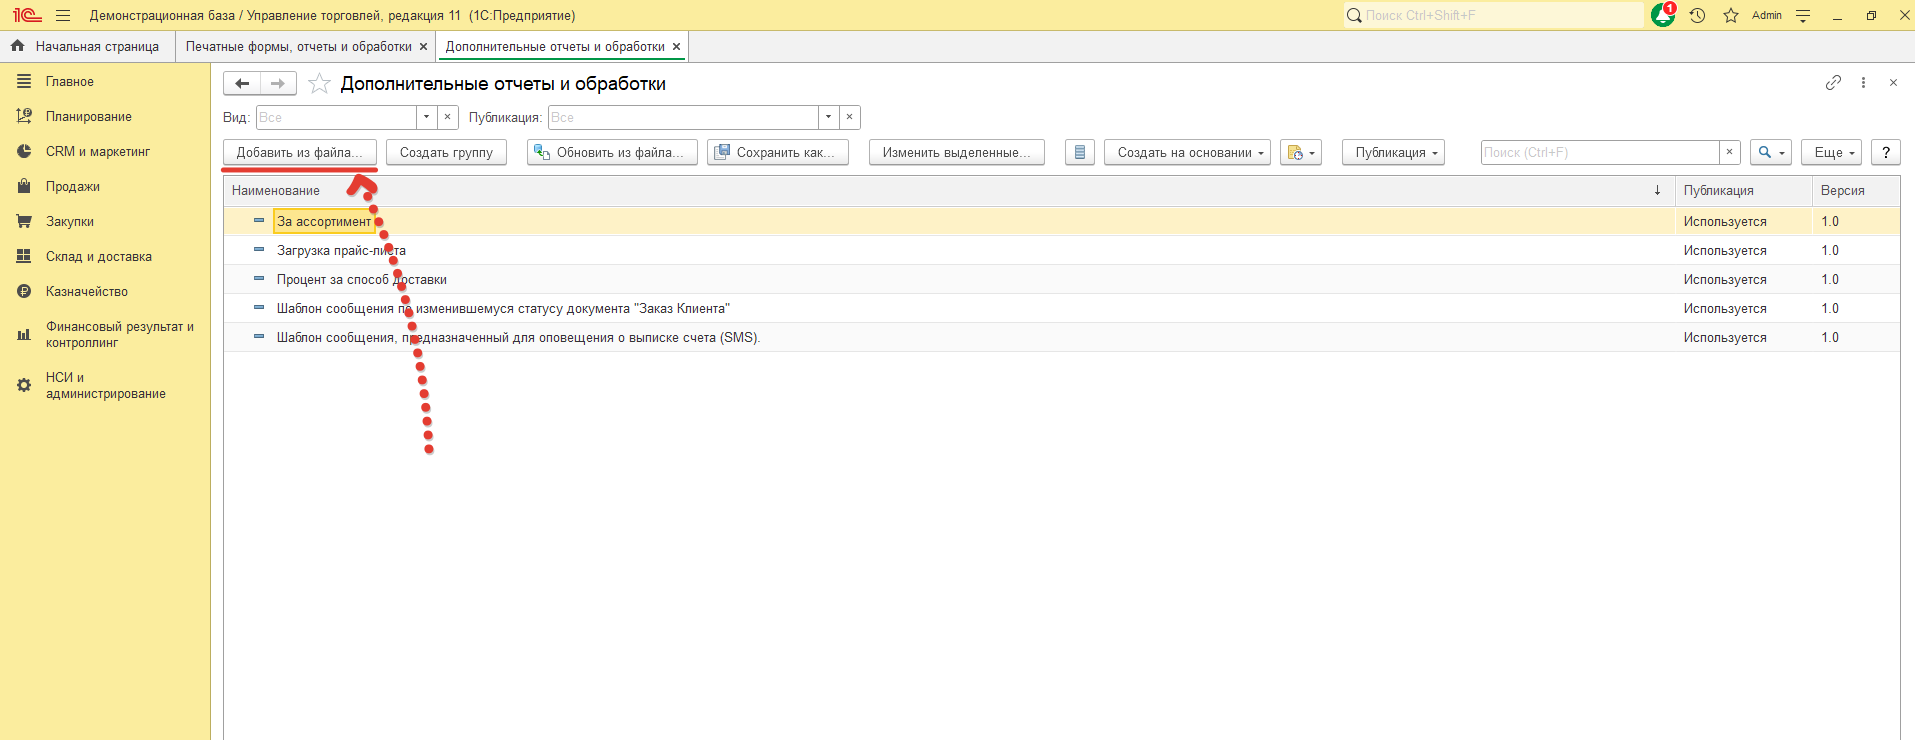 1С Демонстрационная база / Управление торговлей, редакция 11 (1С:Предприятие) Поиск Ctrl+Shift+F 1 Admin
Начальная страница Печатные формы, отчеты и обработки × Дополнительные отчеты и обработки ×
Главное
Планирование
CRM и маркетинг
Продажи
Закупки
Склад и доставка
Казначейство
Финансовый результат и
контроллинг
НСИ и
администрирование
Дополнительные отчеты и обработки
Вид: Все Публикация: Все
Добавить из файла... Создать группу Обновить из файла... Сохранить как... Изменить выделенные... Создать на основании Публикация Поиск (Ctrl+F) × Еще ?
Наименование ↓ Публикация Версия
За ассортимент Используется 1.0
Загрузка прайс-листа Используется 1.0
Процент за способ доставки Используется 1.0
Шаблон сообщения по изменившемуся статусу документа "Заказ Клиента" Используется 1.0
Шаблон сообщения, предназначенный для оповещения о выписке счета (SMS). Используется 1.0